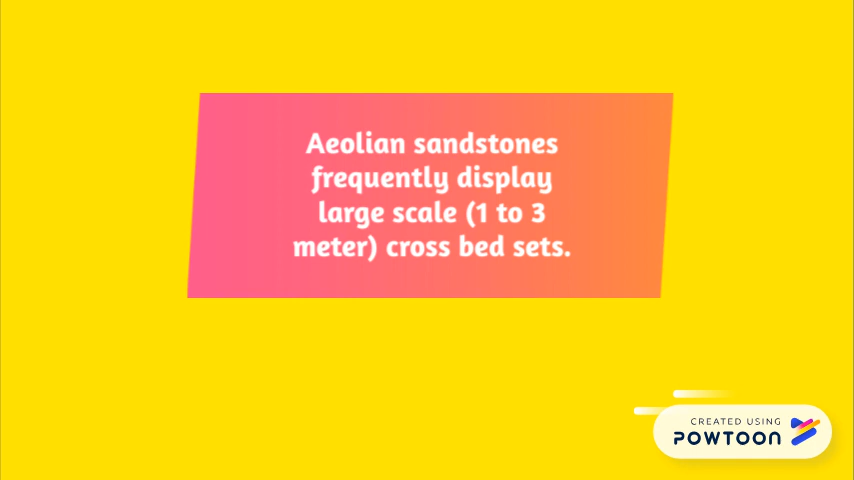 Aeolian sandstones
frequently display
large scale (1 to 3
meter) cross bed sets.
CREATED USING
POWTOON